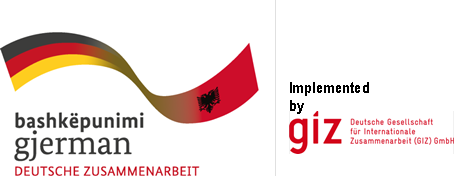 bashkëpunimi
gjerman
DEUTSCHE ZUSAMMENARBEIT
Implemented
by
giz
Deutsche Gesellschaft
für Internationale
Zusammenarbeit (GIZ) GmbH